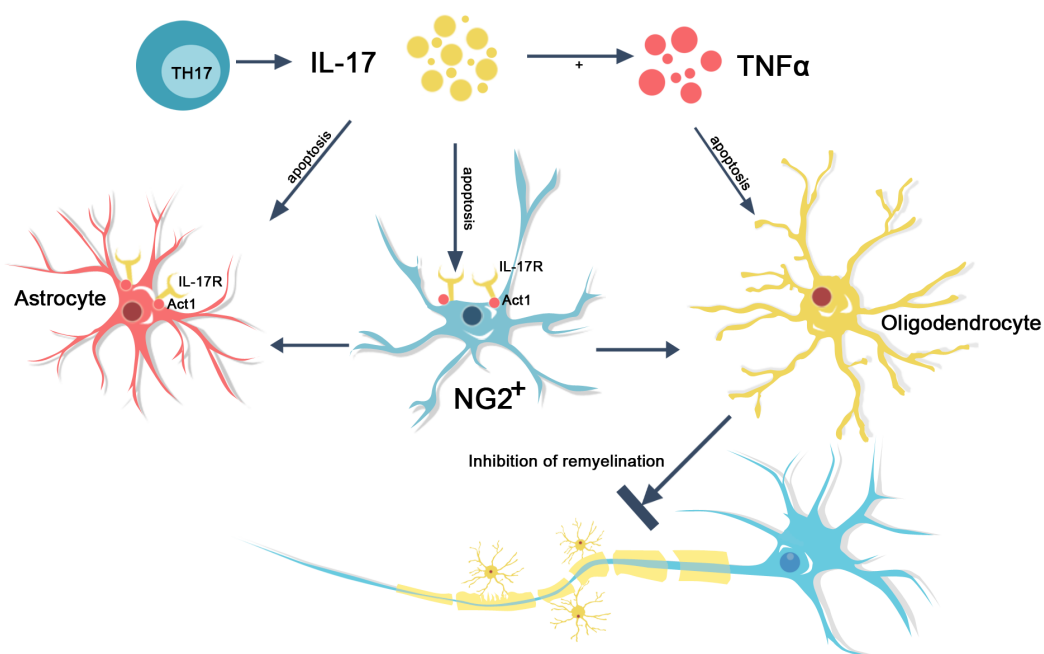 TH17
IL-17
+
TNFα
apoptosis
apoptosis
apoptosis
Astrocyte
IL-17R
Act1
IL-17R
Act1
NG2+
Oligodendrocyte
Inhibition of remyelination